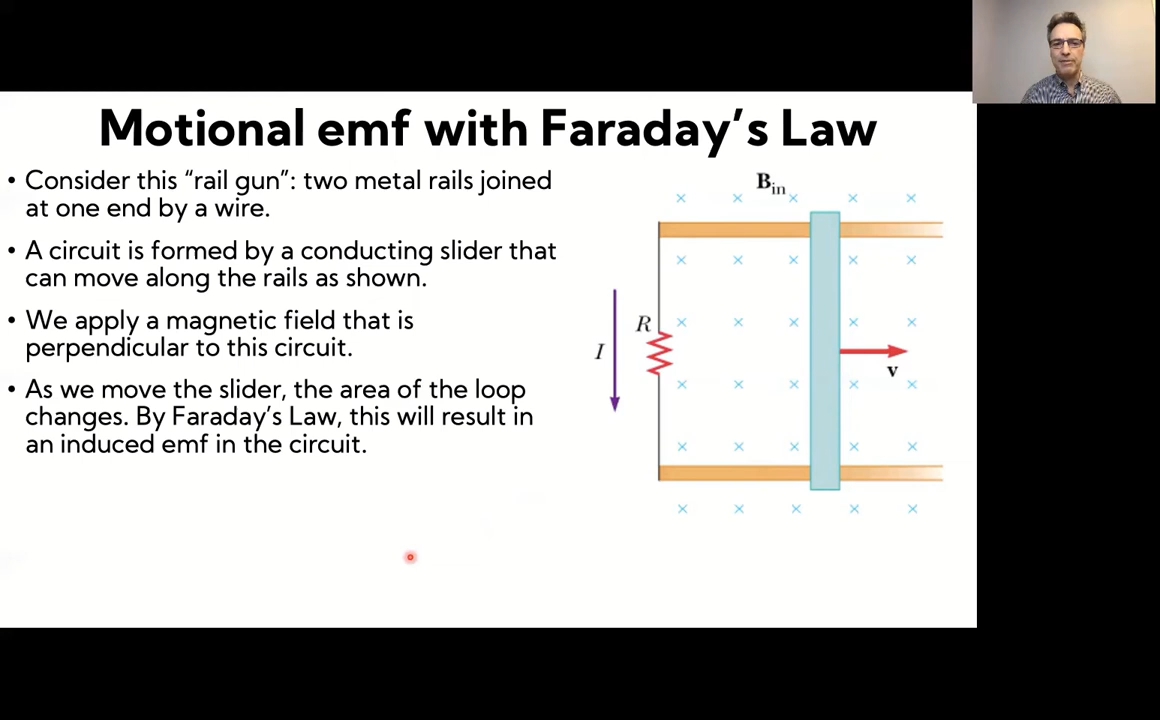 Motional emf with Faraday’s Law
• Consider this “rail gun”: two metal rails joined
at one end by a wire.
• A circuit is formed by a conducting slider that
can move along the rails as shown.
• We apply a magnetic field that is
perpendicular to this circuit.
• As we move the slider, the area of the loop
changes. By Faraday’s Law, this will result in
an induced emf in the circuit.
Bin
R
I
v